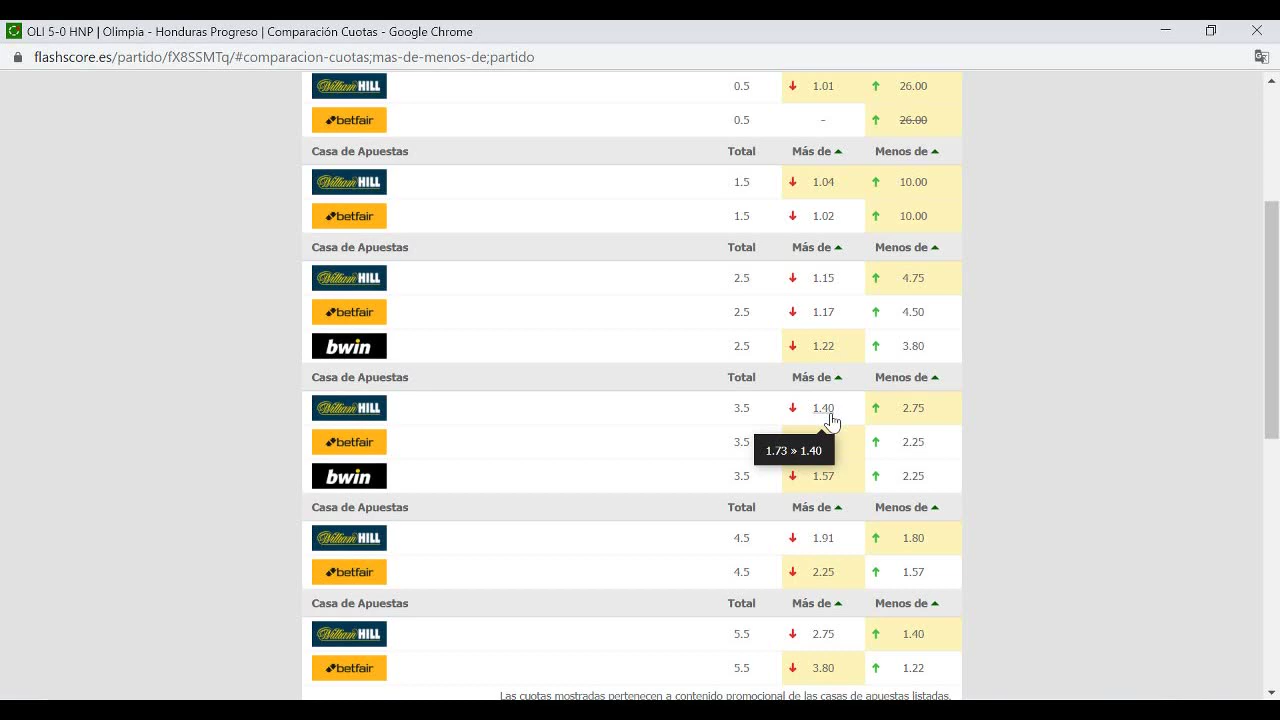 OLI 5-0 HNP | Olimpia - Honduras Progreso | Comparación Cuotas - Google Chrome
flashscore.es/partido/fX8SSMTq/#comparacion-cuotas;mas-de-menos-de;partido
William HILL 0.5 1.01 26.00
betfair 0.5 - 26.00
Casa de Apuestas Total Más de Menos de
William HILL 1.5 1.04 10.00
betfair 1.5 1.02 10.00
Casa de Apuestas Total Más de Menos de
William HILL 2.5 1.15 4.75
betfair 2.5 1.17 4.50
bwin 2.5 1.22 3.80
Casa de Apuestas Total Más de Menos de
William HILL 3.5 1.40 2.75
betfair 3.5 2.25
1.73 » 1.40
bwin 3.5 1.57 2.25
Casa de Apuestas Total Más de Menos de
William HILL 4.5 1.91 1.80
betfair 4.5 2.25 1.57
Casa de Apuestas Total Más de Menos de
William HILL 5.5 2.75 1.40
betfair 5.5 3.80 1.22
Las cuotas mostradas pertenecen a contenido promocional de las casas de apuestas listadas.